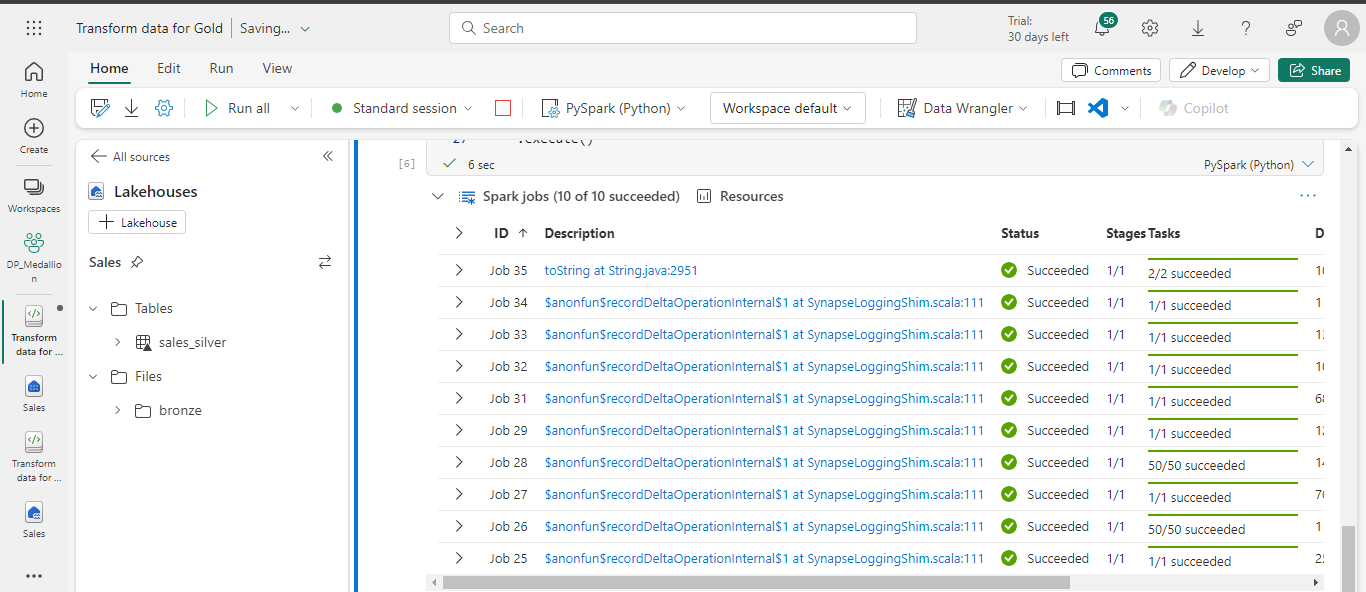 Transform data for Gold
Saving...
Search
Trial:
30 days left
56
Home
Edit
Run
View
Comments
Develop
Share
Run all
Standard session
PySpark (Python)
Workspace default
Data Wrangler
Copilot
Home
Create
Workspaces
DP_Medallio
n
Transform
data for ...
Sales
Transform
data for ...
Sales
All sources
Lakehouses
Lakehouse
Sales
Tables
sales_silver
Files
bronze
27 .execute()
[6]
6 sec
PySpark (Python)
Spark jobs (10 of 10 succeeded)
Resources
ID Description Status Stages Tasks D
Job 35 toString at String.java:2951 Succeeded 1/1 2/2 succeeded
Job 34 $anonfun$recordDeltaOperationInternal$1 at SynapseLoggingShim.scala:111 Succeeded 1/1 1/1 succeeded
Job 33 $anonfun$recordDeltaOperationInternal$1 at SynapseLoggingShim.scala:111 Succeeded 1/1 1/1 succeeded
Job 32 $anonfun$recordDeltaOperationInternal$1 at SynapseLoggingShim.scala:111 Succeeded 1/1 1/1 succeeded
Job 31 $anonfun$recordDeltaOperationInternal$1 at SynapseLoggingShim.scala:111 Succeeded 1/1 1/1 succeeded
Job 29 $anonfun$recordDeltaOperationInternal$1 at SynapseLoggingShim.scala:111 Succeeded 1/1 1/1 succeeded
Job 28 $anonfun$recordDeltaOperationInternal$1 at SynapseLoggingShim.scala:111 Succeeded 1/1 50/50 succeeded
Job 27 $anonfun$recordDeltaOperationInternal$1 at SynapseLoggingShim.scala:111 Succeeded 1/1 1/1 succeeded
Job 26 $anonfun$recordDeltaOperationInternal$1 at SynapseLoggingShim.scala:111 Succeeded 1/1 50/50 succeeded
Job 25 $anonfun$recordDeltaOperationInternal$1 at SynapseLoggingShim.scala:111 Succeeded 1/1 1/1 succeeded